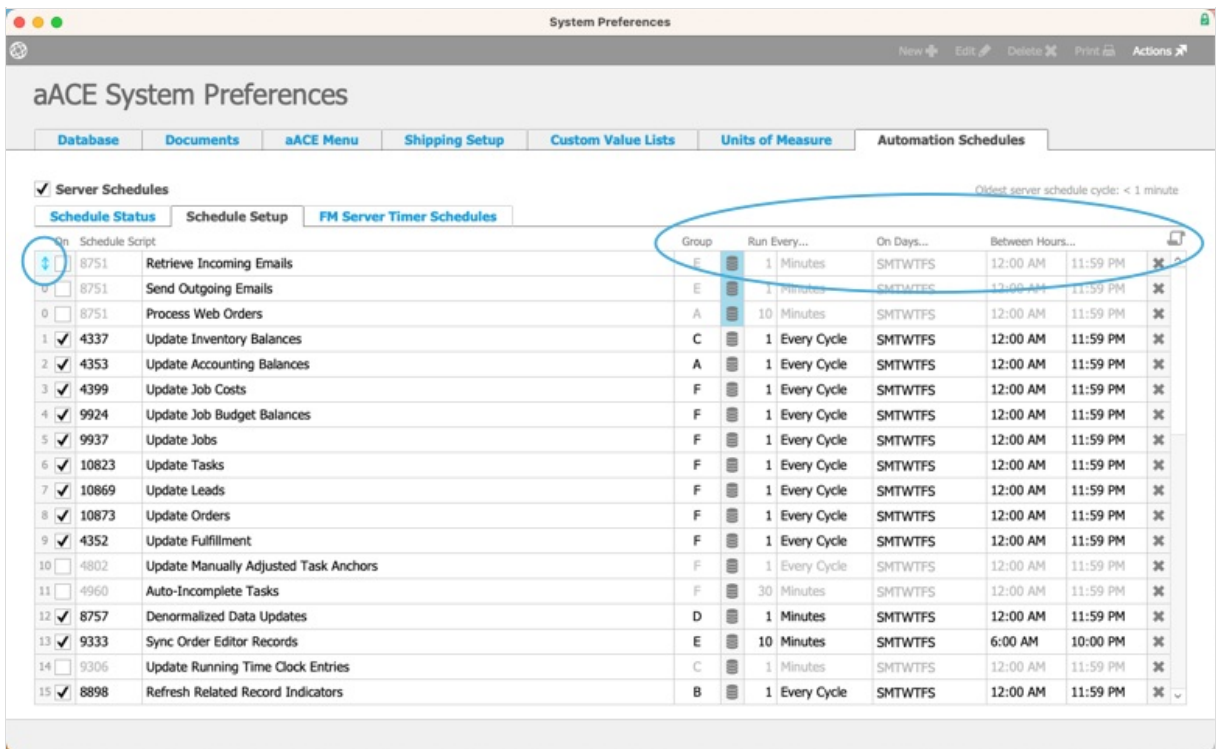 System Preferences
New Edit Delete Print Actions
aACE System Preferences
Database Documents aACE Menu Shipping Setup Custom Value Lists Units of Measure Automation Schedules
Server Schedules Oldest server schedule cycle: < 1 minute
Schedule Status Schedule Setup FM Server Timer Schedules
On Schedule Script Group Run Every... On Days... Between Hours...
8751 Retrieve Incoming Emails E 1 Minutes SMTWTFS 12:00 AM 11:59 PM
0 8751 Send Outgoing Emails E 1 Minutes SMTWTFS 12:00 AM 11:59 PM
0 8751 Process Web Orders A 10 Minutes SMTWTFS 12:00 AM 11:59 PM
1 4337 Update Inventory Balances C 1 Every Cycle SMTWTFS 12:00 AM 11:59 PM
2 4353 Update Accounting Balances A 1 Every Cycle SMTWTFS 12:00 AM 11:59 PM
3 4399 Update Job Costs F 1 Every Cycle SMTWTFS 12:00 AM 11:59 PM
4 9924 Update Job Budget Balances F 1 Every Cycle SMTWTFS 12:00 AM 11:59 PM
5 9937 Update Jobs F 1 Every Cycle SMTWTFS 12:00 AM 11:59 PM
6 10823 Update Tasks F 1 Every Cycle SMTWTFS 12:00 AM 11:59 PM
7 10869 Update Leads F 1 Every Cycle SMTWTFS 12:00 AM 11:59 PM
8 10873 Update Orders F 1 Every Cycle SMTWTFS 12:00 AM 11:59 PM
9 4352 Update Fulfillment F 1 Every Cycle SMTWTFS 12:00 AM 11:59 PM
10 4802 Update Manually Adjusted Task Anchors F 1 Every Cycle SMTWTFS 12:00 AM 11:59 PM
11 4960 Auto-Incomplete Tasks F 30 Minutes SMTWTFS 12:00 AM 11:59 PM
12 8757 Denormalized Data Updates D 1 Minutes SMTWTFS 12:00 AM 11:59 PM
13 9333 Sync Order Editor Records E 10 Minutes SMTWTFS 6:00 AM 10:00 PM
14 9306 Update Running Time Clock Entries C 1 Minutes SMTWTFS 12:00 AM 11:59 PM
15 8898 Refresh Related Record Indicators B 1 Every Cycle SMTWTFS 12:00 AM 11:59 PM